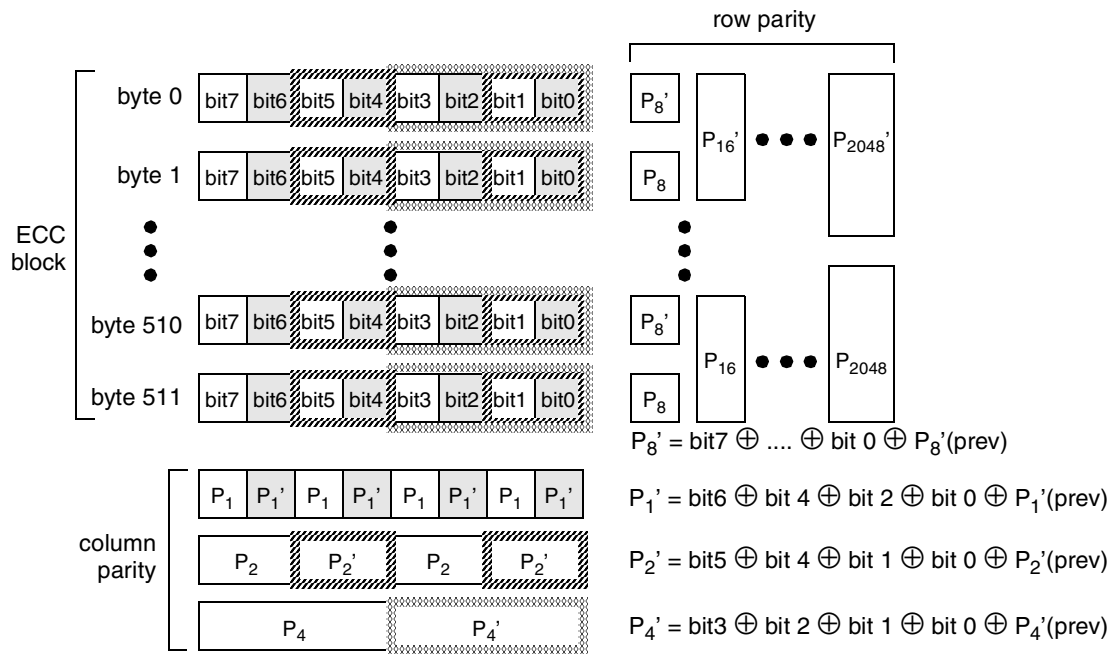 row parity
byte 0 bit7 bit6 bit5 bit4 bit3 bit2 bit1 bit0 P8' P16' P2048'
byte 1 bit7 bit6 bit5 bit4 bit3 bit2 bit1 bit0 P8
ECC
block
byte 510 bit7 bit6 bit5 bit4 bit3 bit2 bit1 bit0 P8' P16 P2048
byte 511 bit7 bit6 bit5 bit4 bit3 bit2 bit1 bit0 P8
P8' = bit7 ⊕ .... ⊕ bit 0 ⊕ P8'(prev)
P1 P1' P1 P1' P1 P1' P1 P1' P1' = bit6 ⊕ bit 4 ⊕ bit 2 ⊕ bit 0 ⊕ P1'(prev)
column
parity
P2 P2' P2 P2' P2' = bit5 ⊕ bit 4 ⊕ bit 1 ⊕ bit 0 ⊕ P2'(prev)
P4 P4' P4' = bit3 ⊕ bit 2 ⊕ bit 1 ⊕ bit 0 ⊕ P4'(prev)